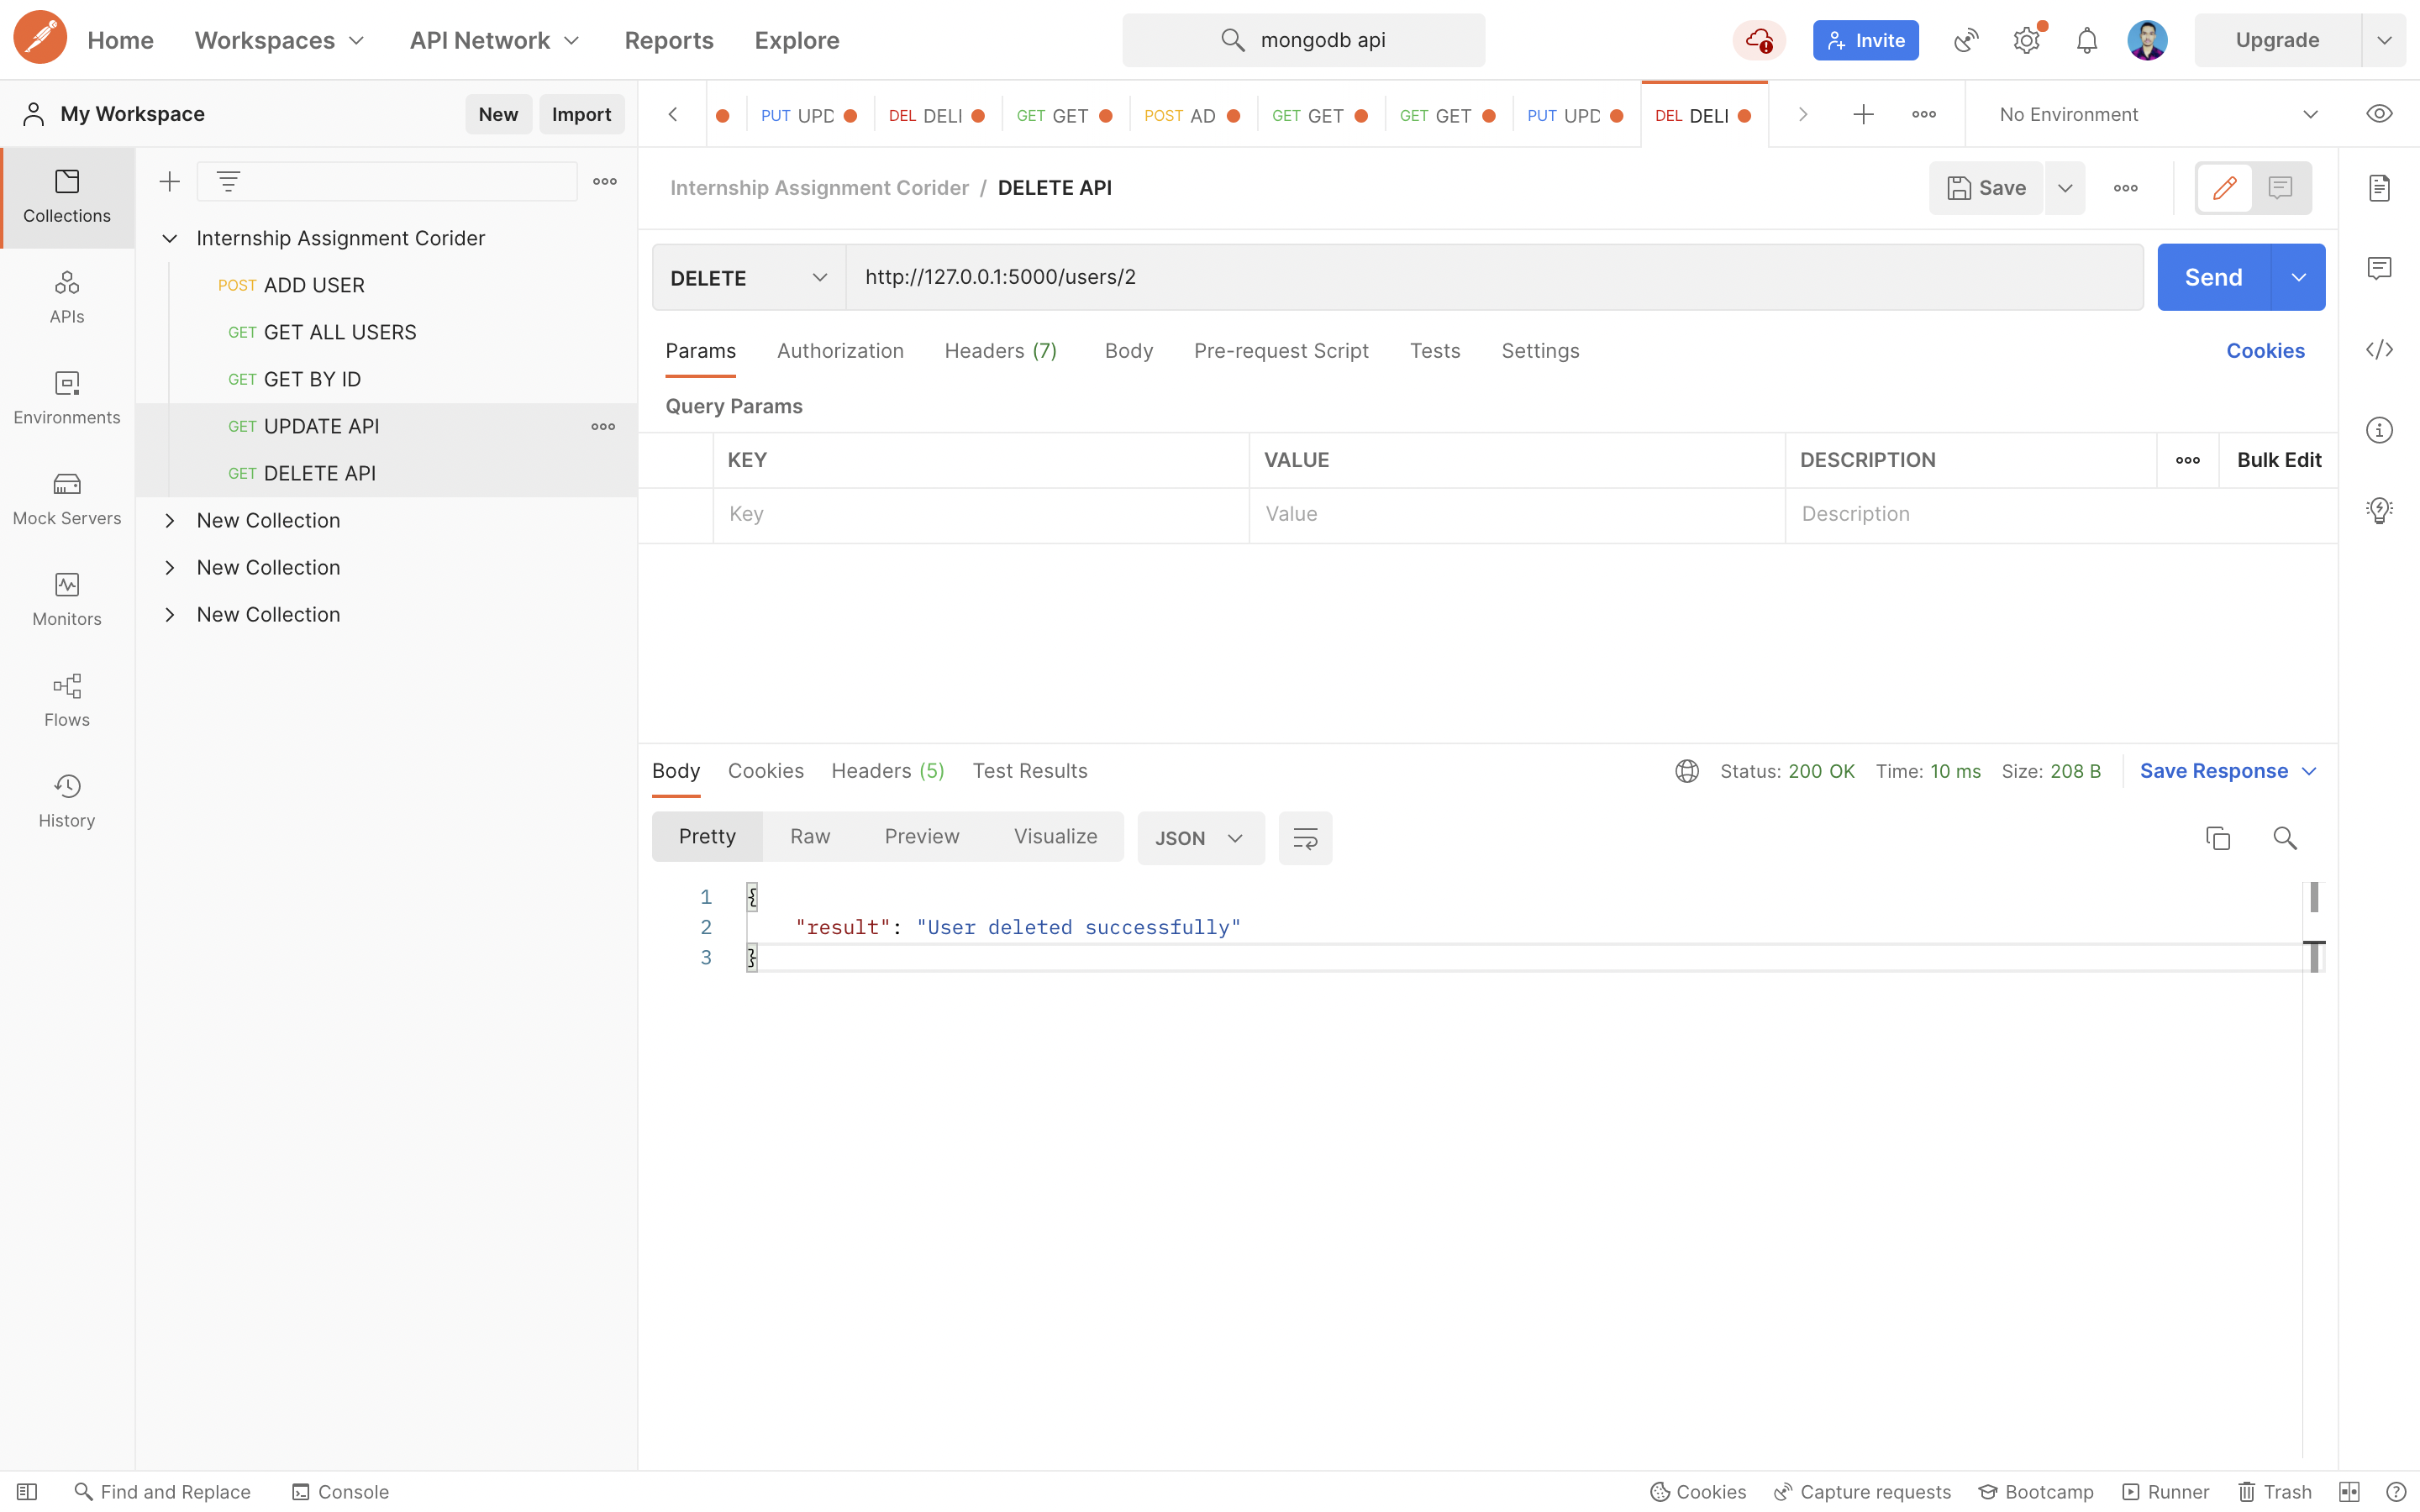 Home Workspaces API Network Reports Explore mongodb api Invite Upgrade
My Workspace New Import
PUT UPD DEL DELI GET GET POST AD GET GET GET GET PUT UPD DEL DELI No Environment
Collections
APIs
Environments
Mock Servers
Monitors
Flows
History
Internship Assignment Corider
POST ADD USER
GET GET ALL USERS
GET GET BY ID
GET UPDATE API
GET DELETE API
New Collection
New Collection
New Collection
Internship Assignment Corider / DELETE API Save
DELETE http://127.0.0.1:5000/users/2 Send
Params Authorization Headers (7) Body Pre-request Script Tests Settings Cookies
Query Params
KEY VALUE DESCRIPTION Bulk Edit
Key Value Description
Body Cookies Headers (5) Test Results Status: 200 OK Time: 10 ms Size: 208 B Save Response
Pretty Raw Preview Visualize JSON
1 {
2 "result": "User deleted successfully"
3 }
Find and Replace Console Cookies Capture requests Bootcamp Runner Trash